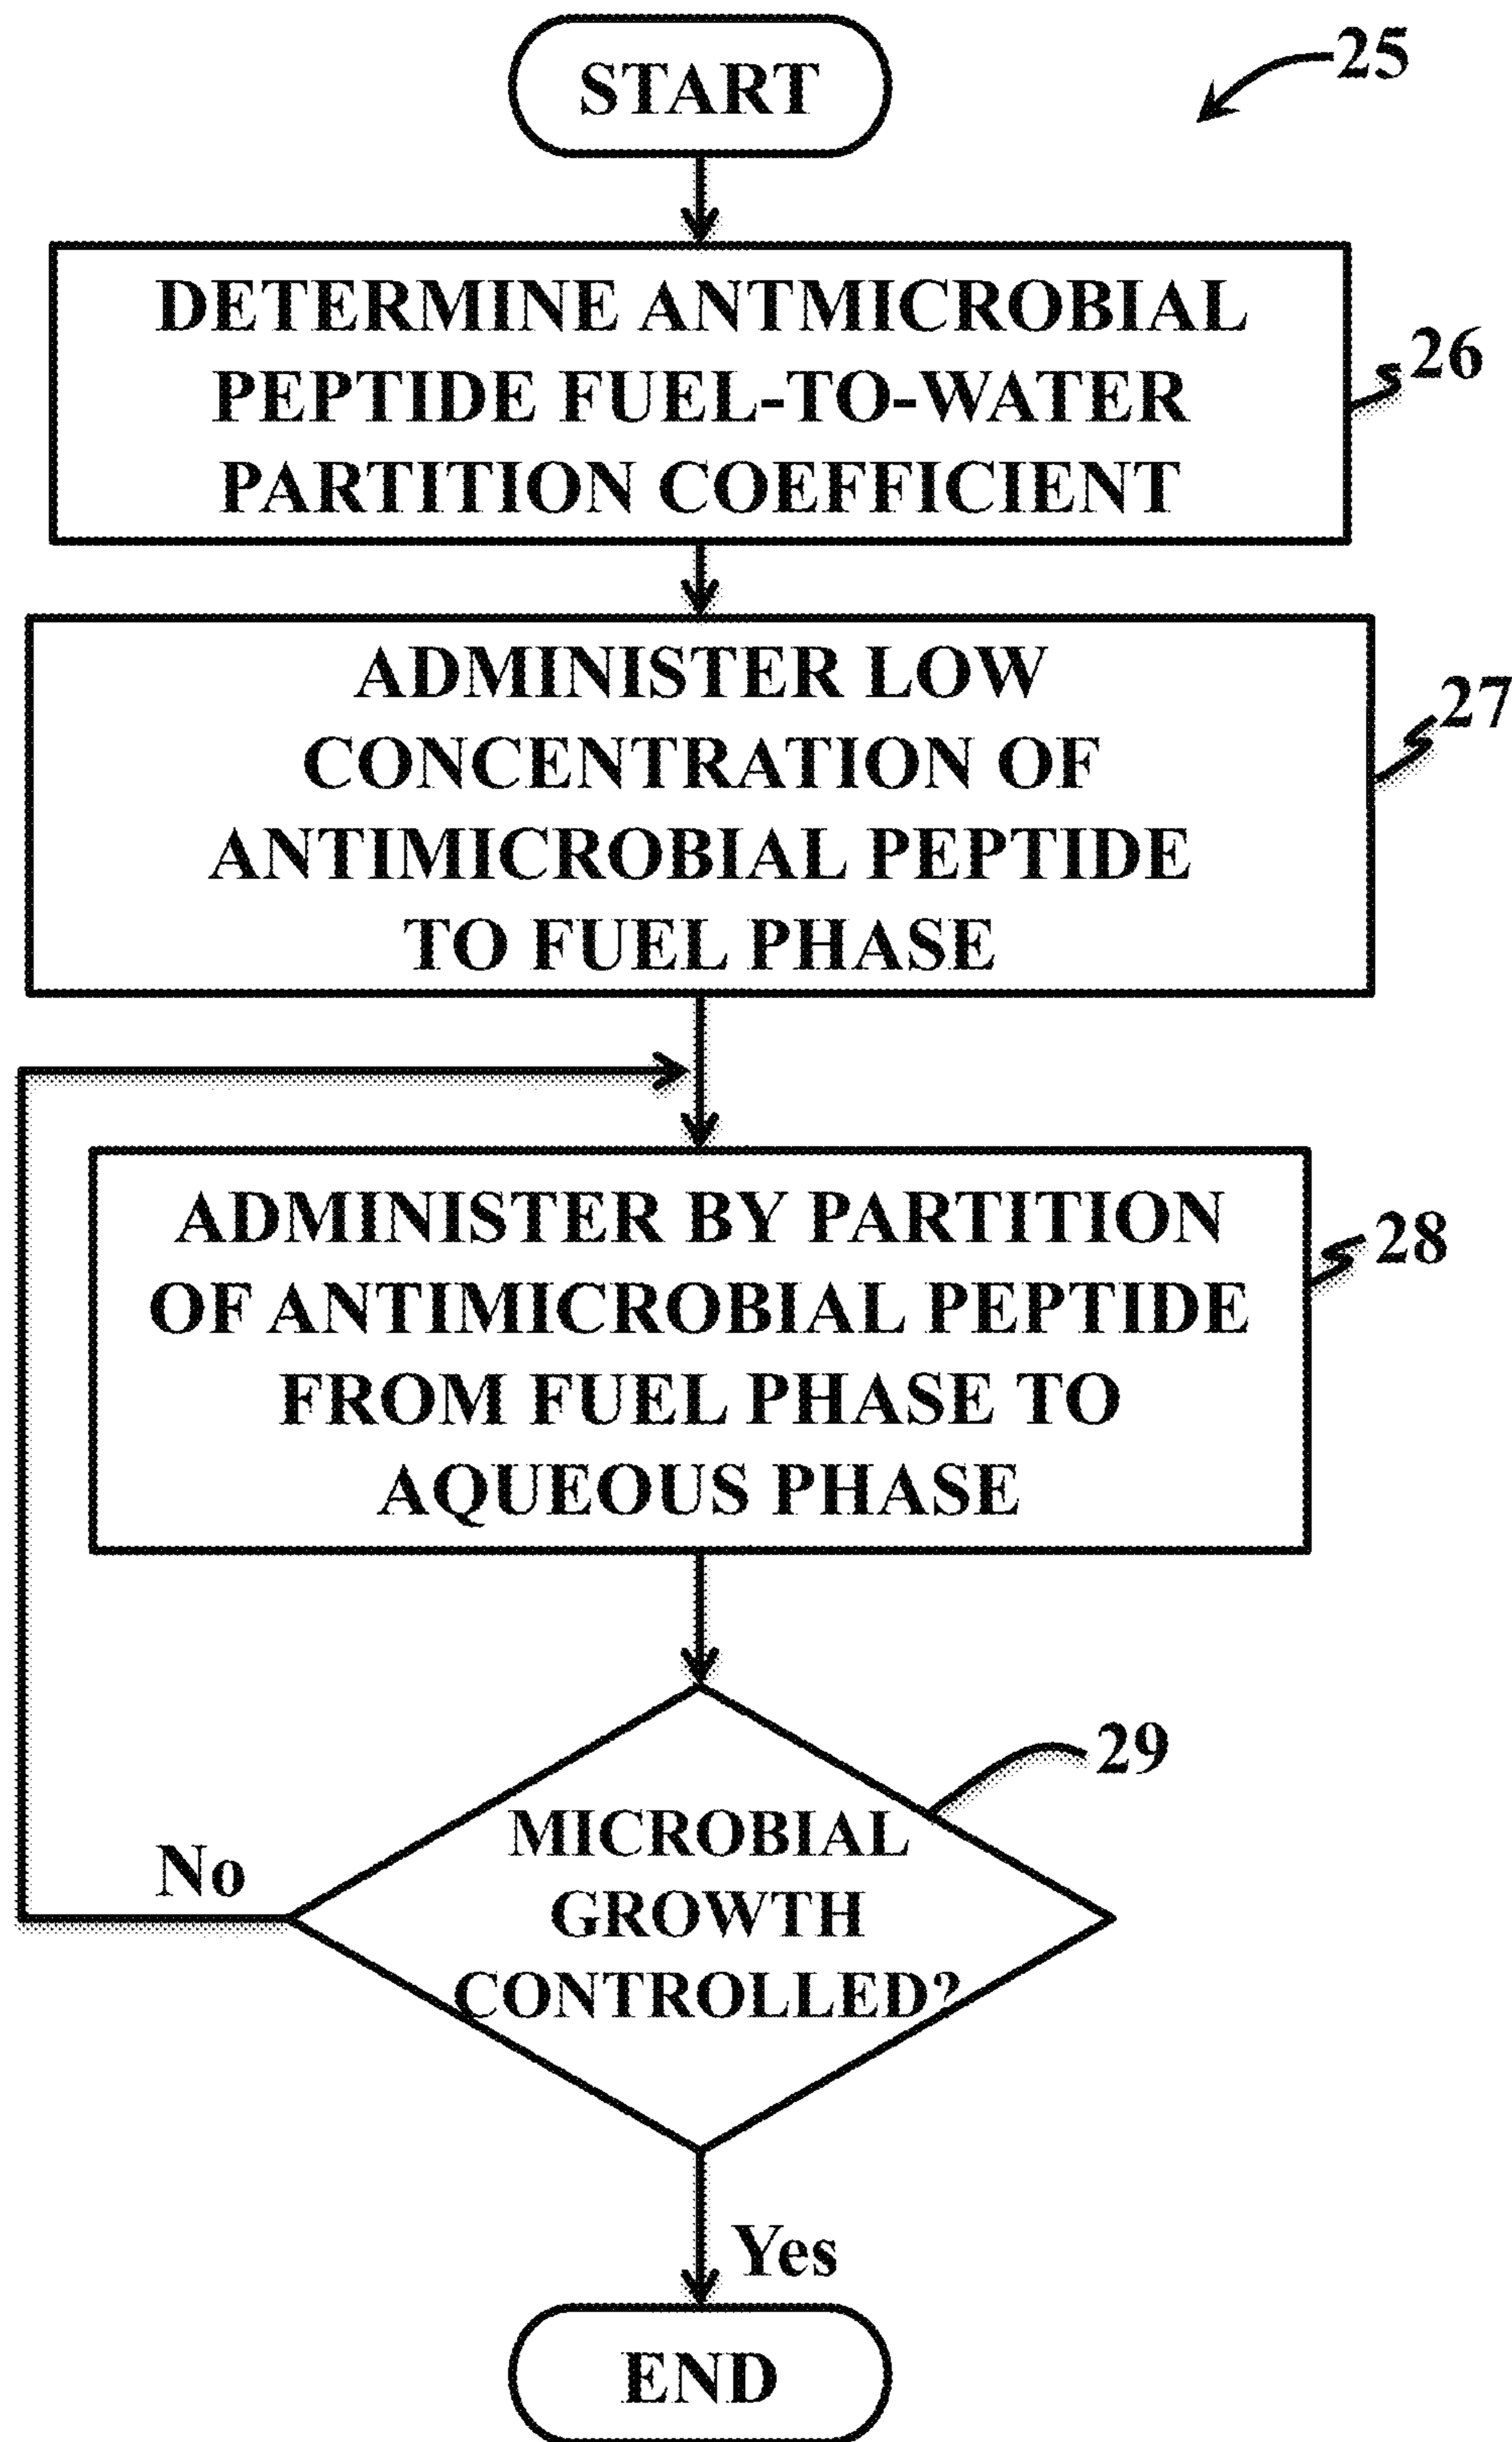 START
25
DETERMINE ANTMICROBIAL
PEPTIDE FUEL-TO-WATER
PARTITION COEFFICIENT
26
ADMINISTER LOW
CONCENTRATION OF
ANTIMICROBIAL PEPTIDE
TO FUEL PHASE
27
ADMINISTER BY PARTITION
OF ANTIMICROBIAL PEPTIDE
FROM FUEL PHASE TO
AQUEOUS PHASE
28
MICROBIAL
GROWTH
CONTROLLED?
29
No
Yes
END